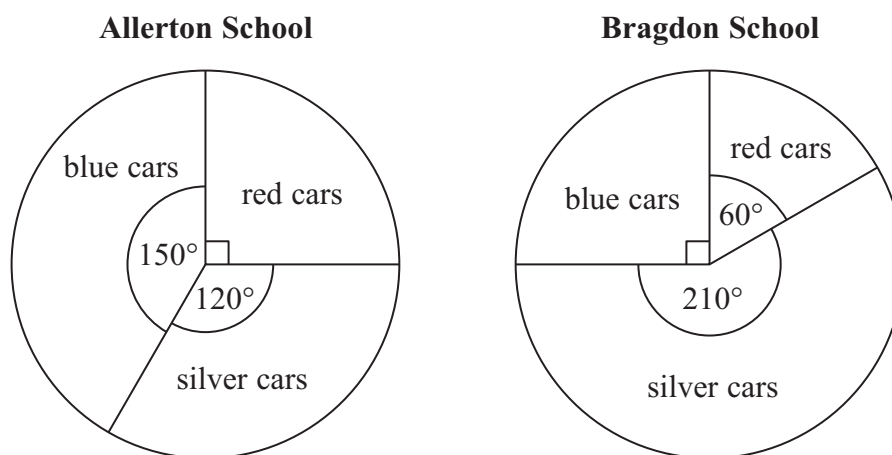 Allerton School
blue cars
red cars
150°
120°
silver cars
Bragdon School
red cars
blue cars
60°
210°
silver cars